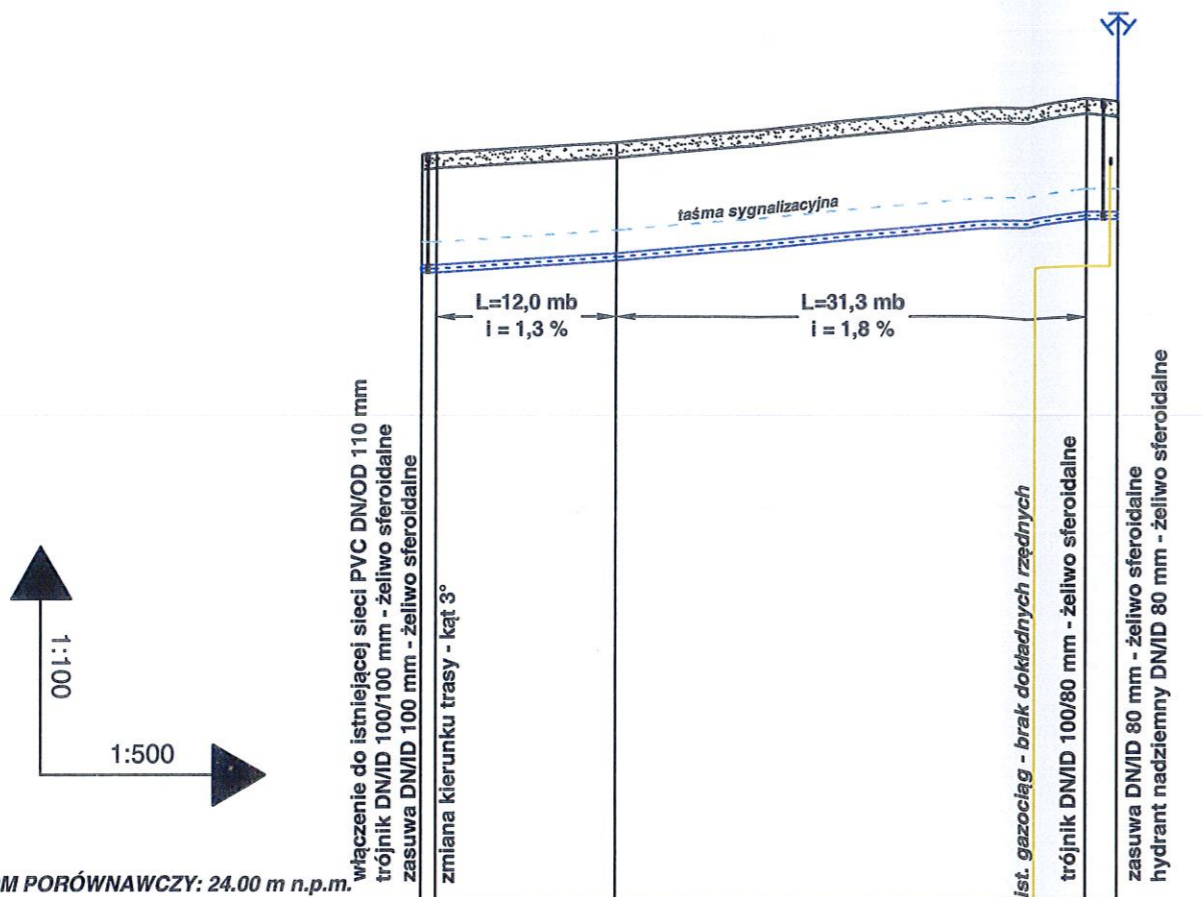 taśma sygnalizacyjna
L=12,0 mb
i = 1,3 %
L=31,3 mb
i = 1,8 %
włączenie do istniejącej sieci PVC DN/OD 110 mm
trójnik DN/ID 100/100 mm - żeliwo sferoidalne
zasuwa DN/ID 100 mm - żeliwo sferoidalne
zmiana kierunku trasy - kąt 3°
ist. gazociąg - brak dokładnych rzędnych
trójnik DN/ID 100/80 mm - żeliwo sferoidalne
zasuwa DN/ID 80 mm - żeliwo sferoidalne
hydrant nadziemny DN/ID 80 mm - żeliwo sferoidalne
1:100
1:500
M PORÓWNAWCZY: 24.00 m n.p.m.